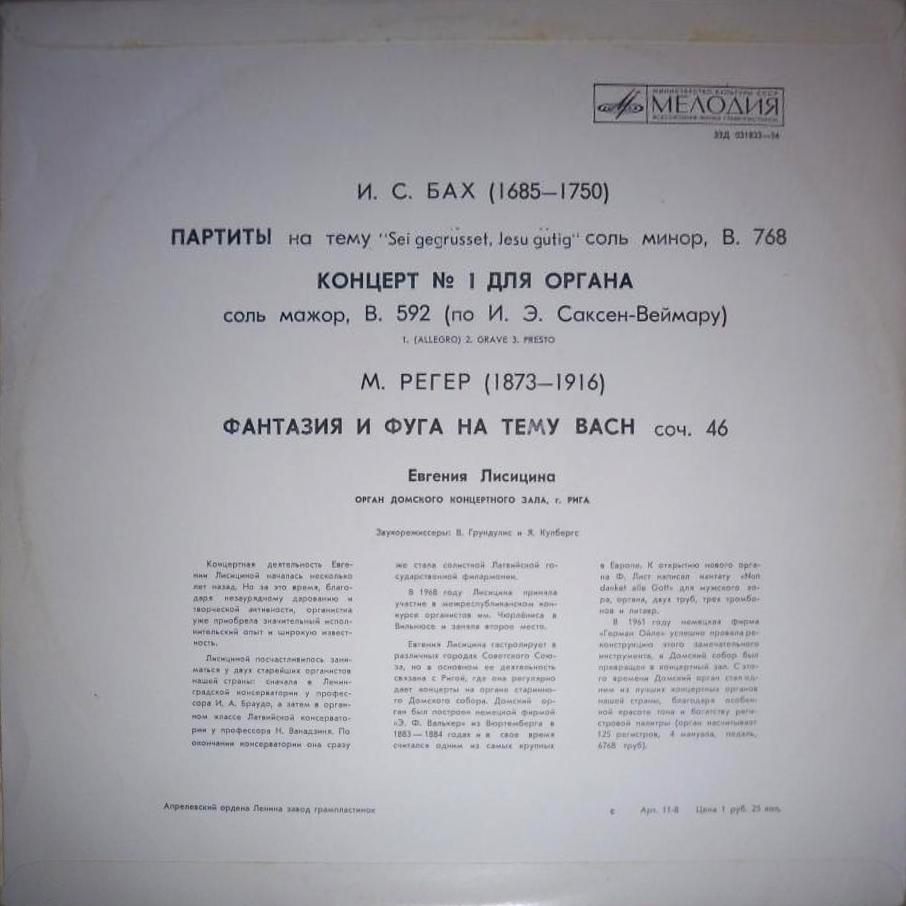 МИНИСТЕРСТВО КУЛЬТУРЫ СССР
МЕЛОДИЯ
ВСЕСОЮЗНАЯ ФИРМА ГРАМПЛАСТИНОК
33Д 031833—34
И. С. БАХ (1685—1750)
ПАРТИТЫ на тему "Sei gegrüsset, Jesu gütig" соль минор, В. 768
КОНЦЕРТ № 1 ДЛЯ ОРГАНА
соль мажор, В. 592 (по И. Э. Саксен-Веймару)
1. (ALLEGRO) 2. GRAVE 3. PRESTO
М. РЕГЕР (1873—1916)
ФАНТАЗИЯ И ФУГА НА ТЕМУ BACH соч. 46
Евгения Лисицина
ОРГАН ДОМСКОГО КОНЦЕРТНОГО ЗАЛА, г. РИГА
Звукорежиссеры: В. Грундулис и Я. Кулбергс
Концертная деятельность Евге-
нии Лисициной началась несколько
лет назад. Но за это время, благо-
даря незаурядному дарованию и
творческой активности, органистка
уже приобрела значительный испол-
нительский опыт и широкую извест-
ность.
Лисициной посчастливилось зани-
маться у двух старейших органистов
нашей страны: сначала в Ленин-
градской консерватории у профес-
сора И. А. Браудо, а затем в орган-
ном классе Латвийской консервато-
рии у профессора Н. Ванадзиня. По
окончании консерватории она сразу
же стала солисткой Латвийской го-
сударственной филармонии.
В 1968 году Лисицина приняла
участие в межреспубликанском кон-
курсе органистов им. Чюрлёниса в
Вильнюсе и заняла второе место.
Евгения Лисицина гастролирует в
различных городах Советского Сою-
за, но в основном ее деятельность
связана с Ригой, где она регулярно
дает концерты на органе старинно-
го Домского собора. Домский ор-
ган был построен немецкой фирмой
«Э. Ф. Валькер» из Вюртемберга в
1883—1884 годах и в свое время
считался одним из самых крупных
в Европе. К открытию нового орга-
на Ф. Лист написал кантату «Nun
danket alle Gott» для мужского хо-
ра, органа, двух труб, трех тромбо-
нов и литавр.
В 1961 году немецкая фирма
«Герман Ойле» успешно провела ре-
конструкцию этого замечательного
инструмента, и Домский собор был
превращен в концертный зал. С это-
го времени Домский орган стал од-
ним из лучших концертных органов
нашей страны, благодаря особен-
ной красоте тона и богатству реги-
стровой палитры (орган насчитывает
125 регистров, 4 мануала, педаль,
6768 труб).
Апрелевский ордена Ленина завод грампластинок
с Арт. 11-8 Цена 1 руб. 25 коп.